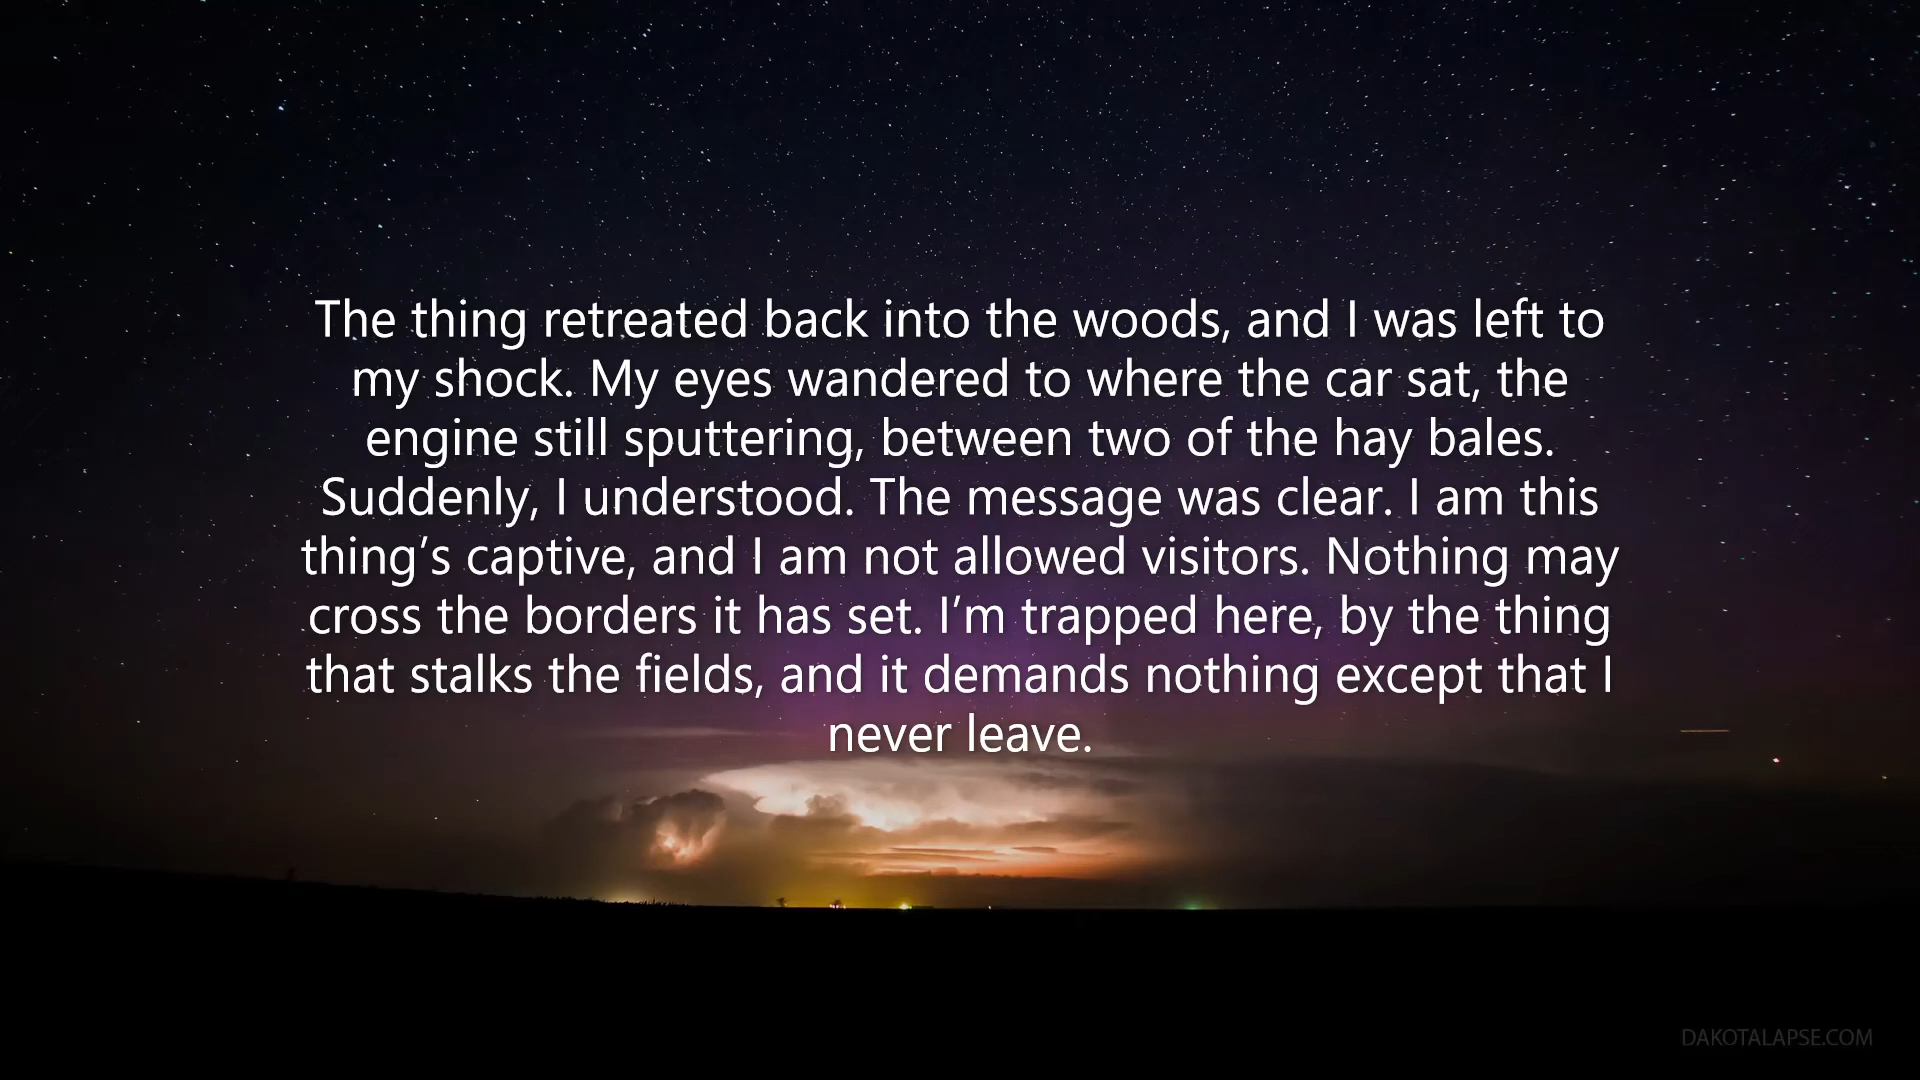 The thing retreated back into the woods, and I was left to
my shock. My eyes wandered to where the car sat, the
engine still sputtering, between two of the hay bales.
Suddenly, I understood. The message was clear. I am this
thing’s captive, and I am not allowed visitors. Nothing may
cross the borders it has set. I’m trapped here, by the thing
that stalks the fields, and it demands nothing except that I
never leave.
DAKOTALAPSE.COM